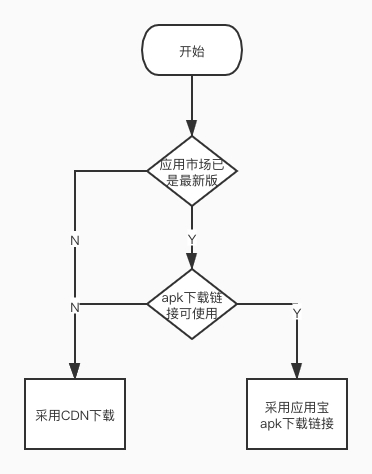 开始
应用市场已
是最新版
N
Y
apk下载链
接可使用
N
Y
采用CDN下载
采用应用宝
apk下载链接